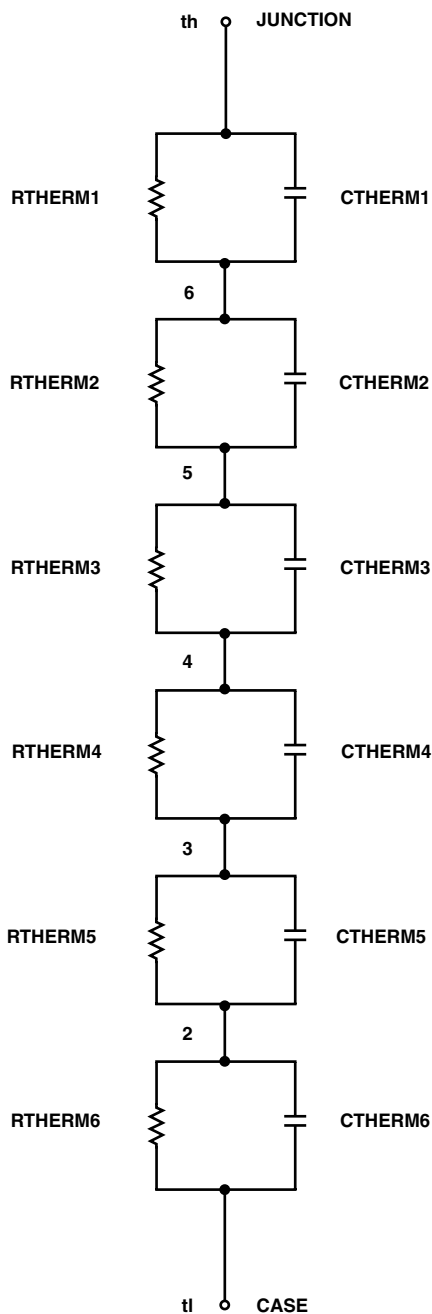 th JUNCTION
RTHERM1 CTHERM1
6
RTHERM2 CTHERM2
5
RTHERM3 CTHERM3
4
RTHERM4 CTHERM4
3
RTHERM5 CTHERM5
2
RTHERM6 CTHERM6
tl CASE